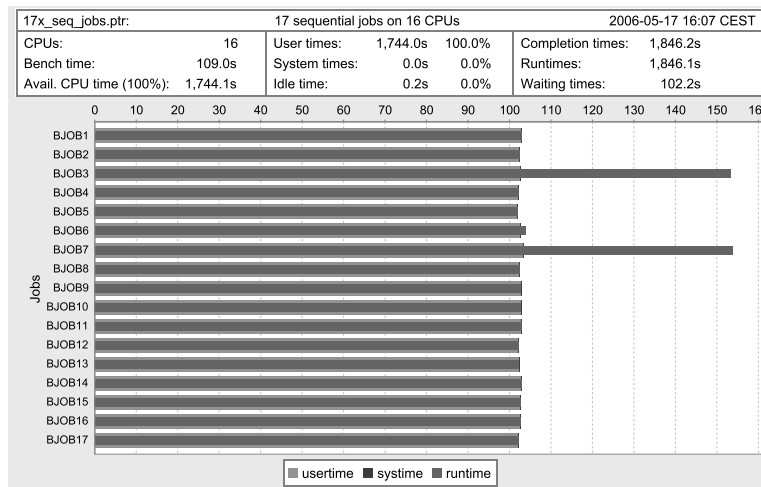 17x_seq_jobs.ptr: 17 sequential jobs on 16 CPUs 2006-05-17 16:07 CEST
CPUs: 16 User times: 1,744.0s 100.0% Completion times: 1,846.2s
Bench time: 109.0s System times: 0.0s 0.0% Runtimes: 1,846.1s
Avail. CPU time (100%): 1,744.1s Idle time: 0.2s 0.0% Waiting times: 102.2s
0 10 20 30 40 50 60 70 80 90 100 110 120 130 140 150 16
BJOB1
BJOB2
BJOB3
BJOB4
BJOB5
BJOB6
BJOB7
BJOB8
BJOB9
BJOB10
BJOB11
BJOB12
BJOB13
BJOB14
BJOB15
BJOB16
BJOB17
Jobs
usertime systime runtime